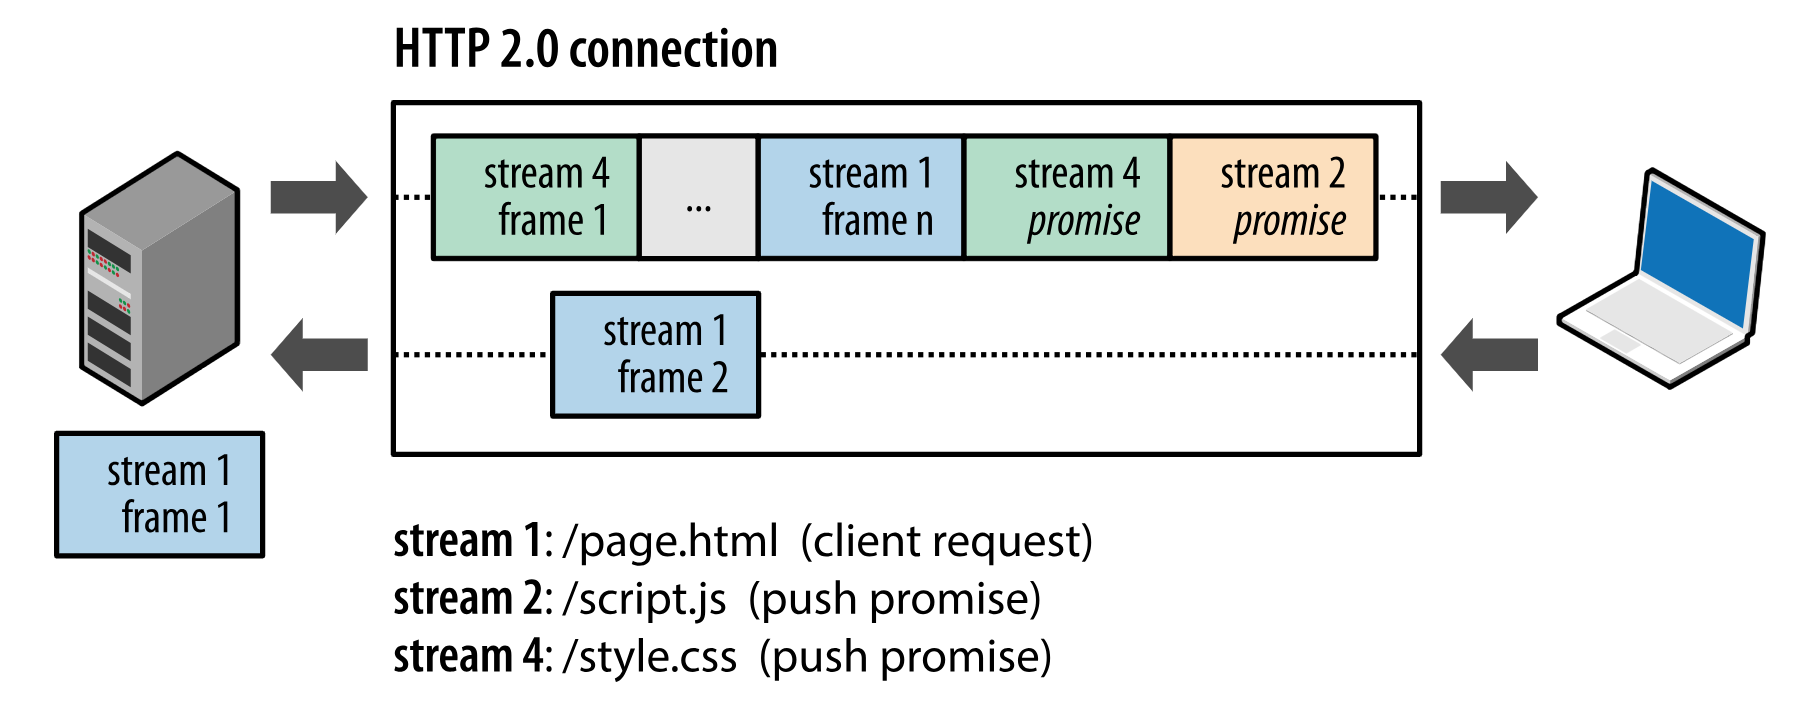 HTTP 2.0 connection
stream 4
frame 1
...
stream 1
frame n
stream 4
promise
stream 2
promise
stream 1
frame 2
stream 1
frame 1
stream 1: /page.html (client request)
stream 2: /script.js (push promise)
stream 4: /style.css (push promise)